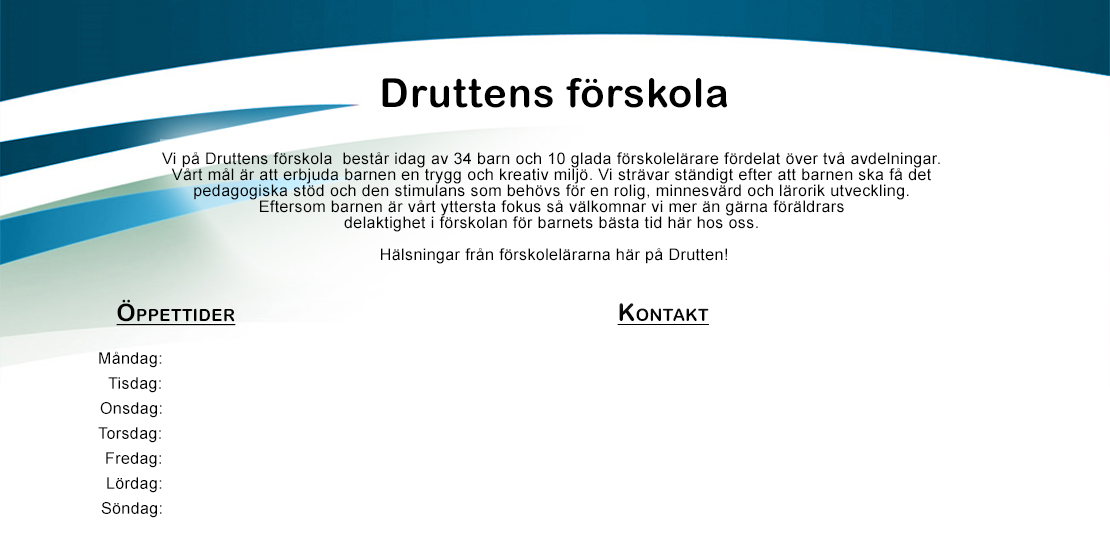 Druttens förskola
Vi på Druttens förskola  består idag av 34 barn och 10 glada förskolelärare fördelat över två avdelningar.
Vårt mål är att erbjuda barnen en trygg och kreativ miljö. Vi strävar ständigt efter att barnen ska få det
pedagogiska stöd och den stimulans som behövs för en rolig, minnesvärd och lärorik utveckling.
Eftersom barnen är vårt yttersta fokus så välkomnar vi mer än gärna föräldrars
delaktighet i förskolan för barnets bästa tid här hos oss.
Hälsningar från förskolelärarna här på Drutten!
ÖPPETTIDER
Måndag:
Tisdag:
Onsdag:
Torsdag:
Fredag:
Lördag:
Söndag:
KONTAKT